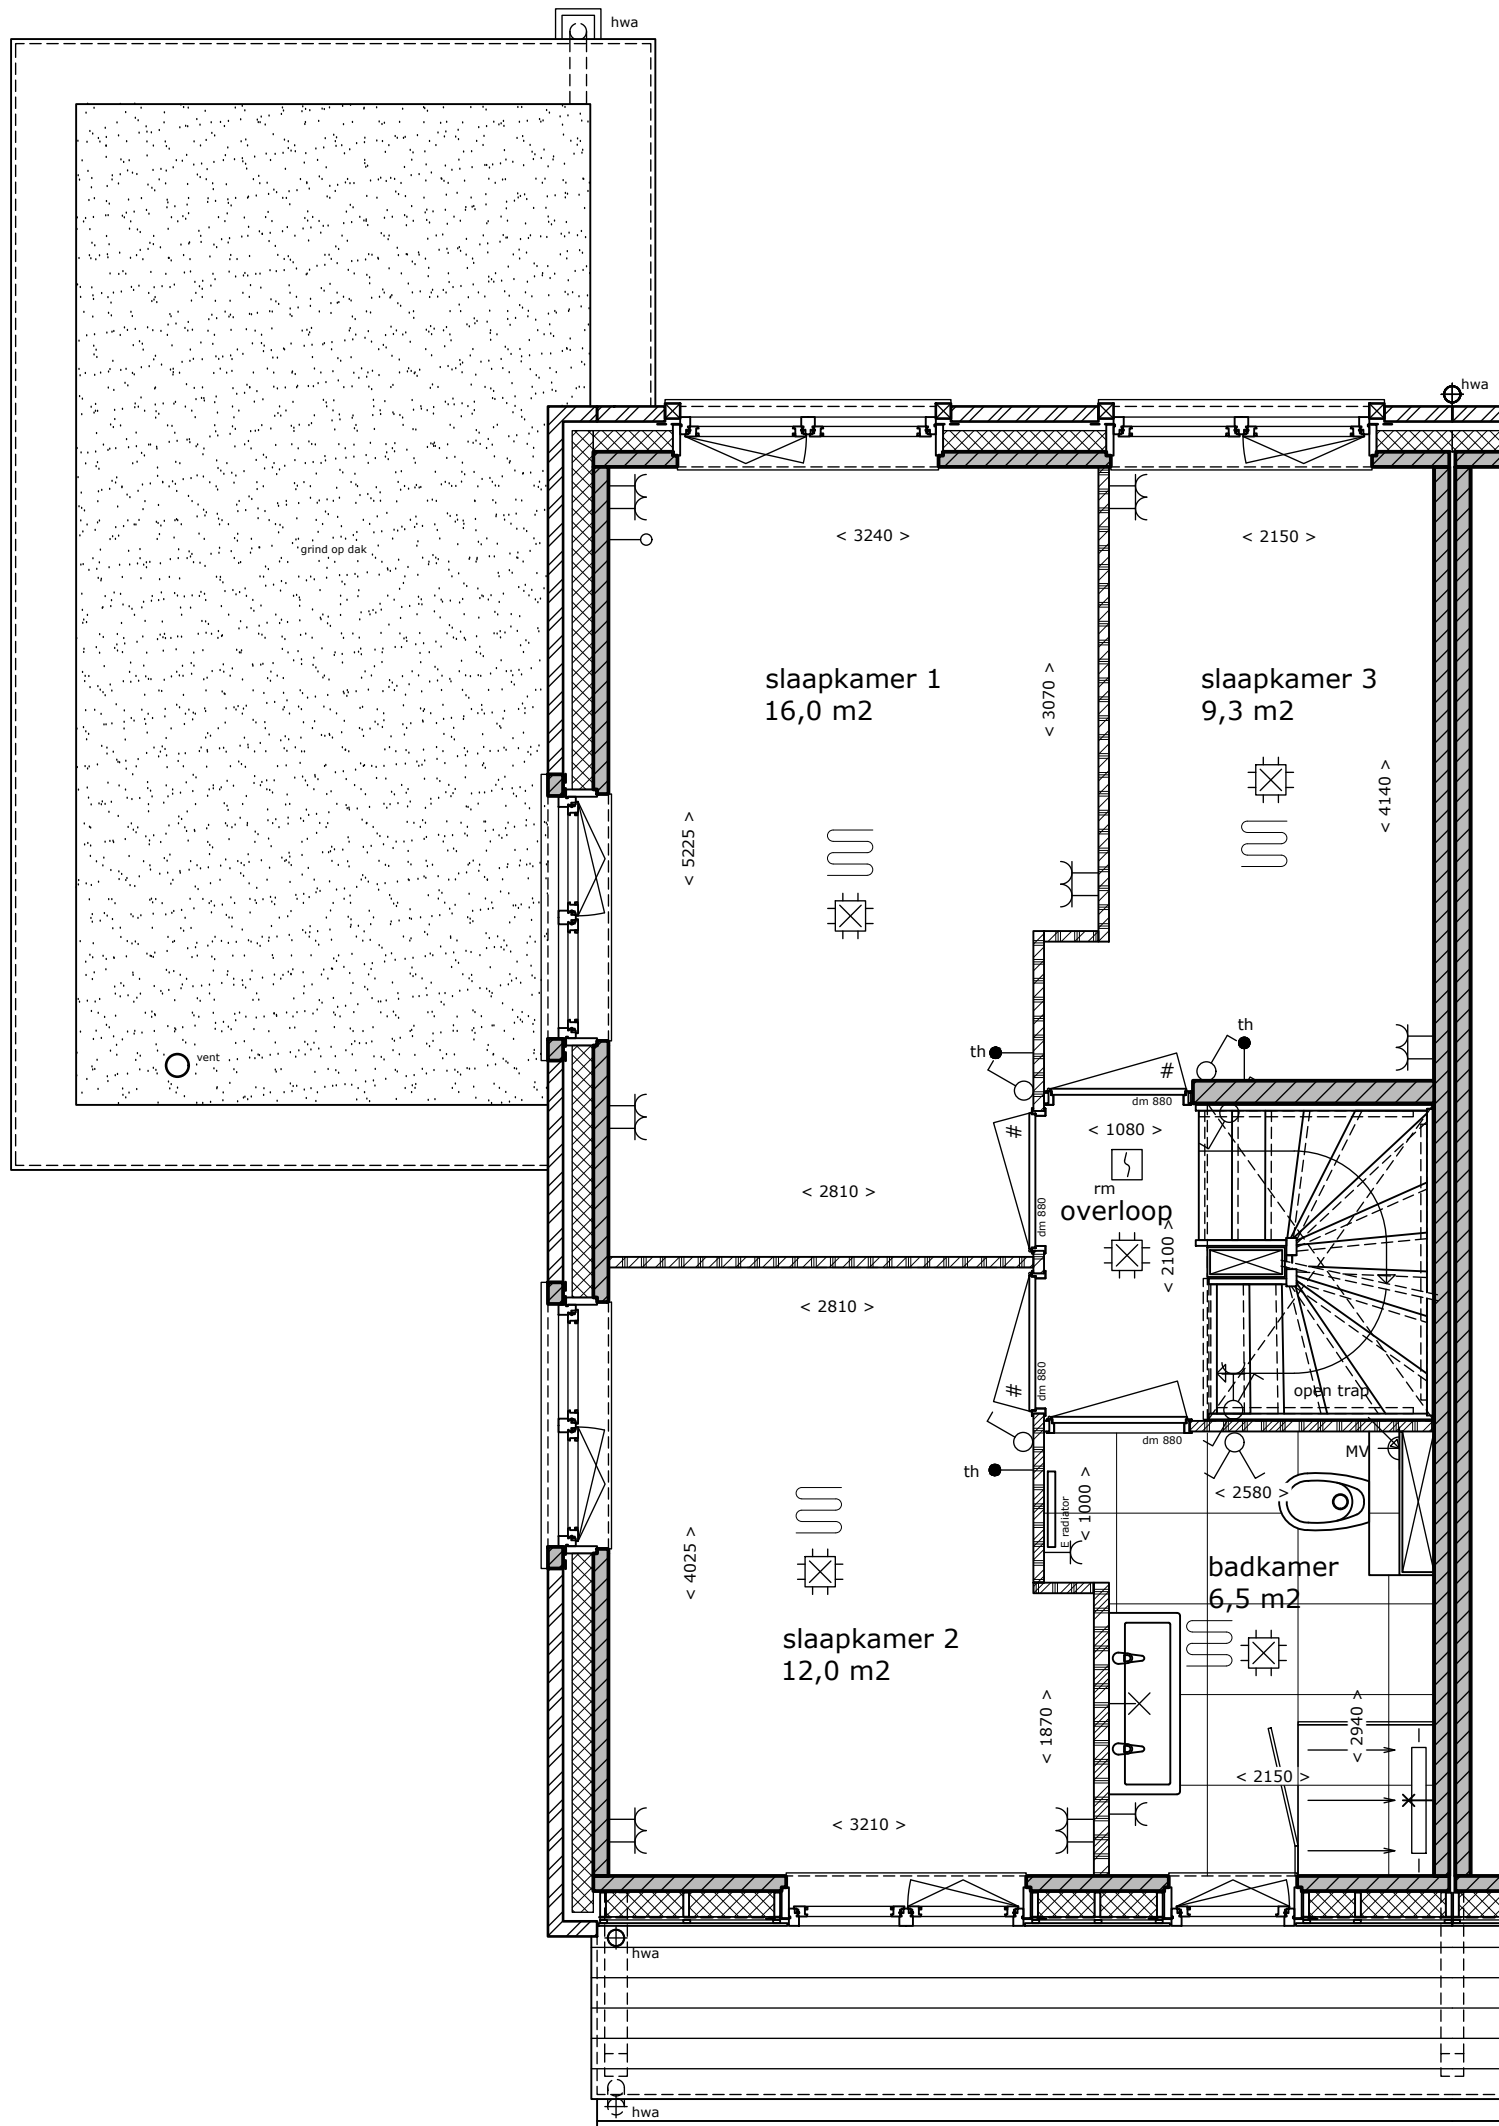 hwa
hwa
grind op dak
< 3240 >
< 2150 >
slaapkamer 1
16,0 m2
< 3070 >
slaapkamer 3
9,3 m2
< 4140 >
< 5225 >
vent
th
th
#
dm 880
#
< 1080 >
dm 880
rm
overloop
< 2100 >
< 2810 >
< 2810 >
dm 880
#
open trap
dm 880
MV
th
E radiator
< 1000 >
< 2580 >
< 4025 >
badkamer
6,5 m2
slaapkamer 2
12,0 m2
< 1870 >
< 2940 >
< 2150 >
< 3210 >
hwa
hwa